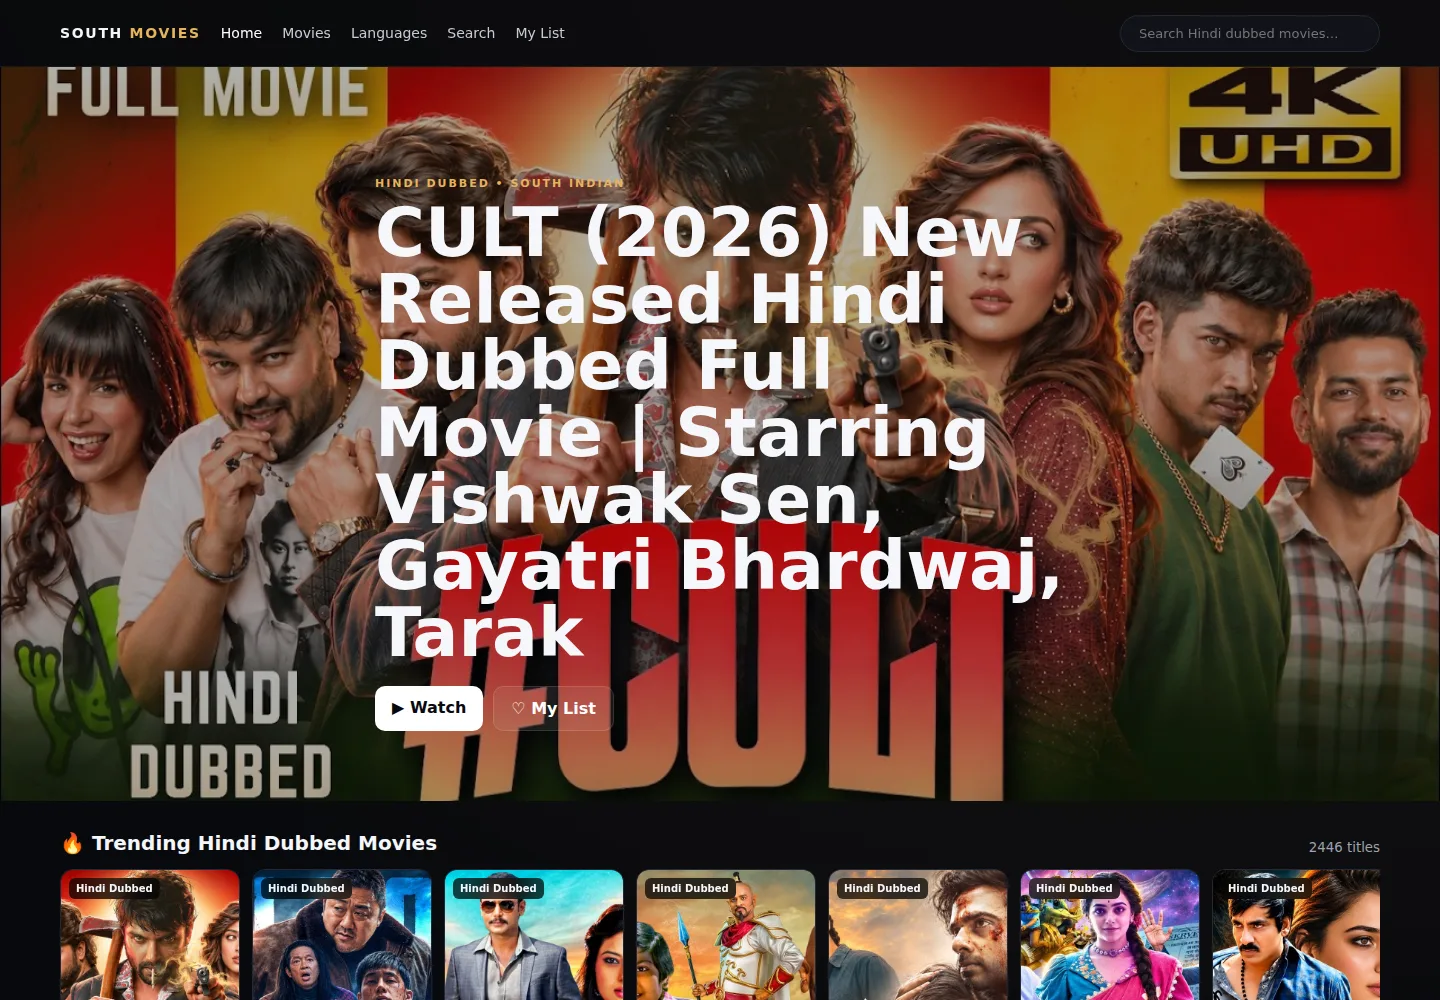 SOUTH MOVIES Home Movies Languages Search My List Search Hindi dubbed movies...
FULL MOVIE
4K
UHD
HINDI DUBBED • SOUTH INDIAN
CULT (2026) New
Released Hindi
Dubbed Full
Movie | Starring
Vishwak Sen,
Gayatri Bhardwaj,
Tarak
#CULT
▶ Watch ♡ My List
HINDI
DUBBED
🔥 Trending Hindi Dubbed Movies 2446 titles
Hindi Dubbed Hindi Dubbed Hindi Dubbed Hindi Dubbed Hindi Dubbed Hindi Dubbed Hindi Dubbed